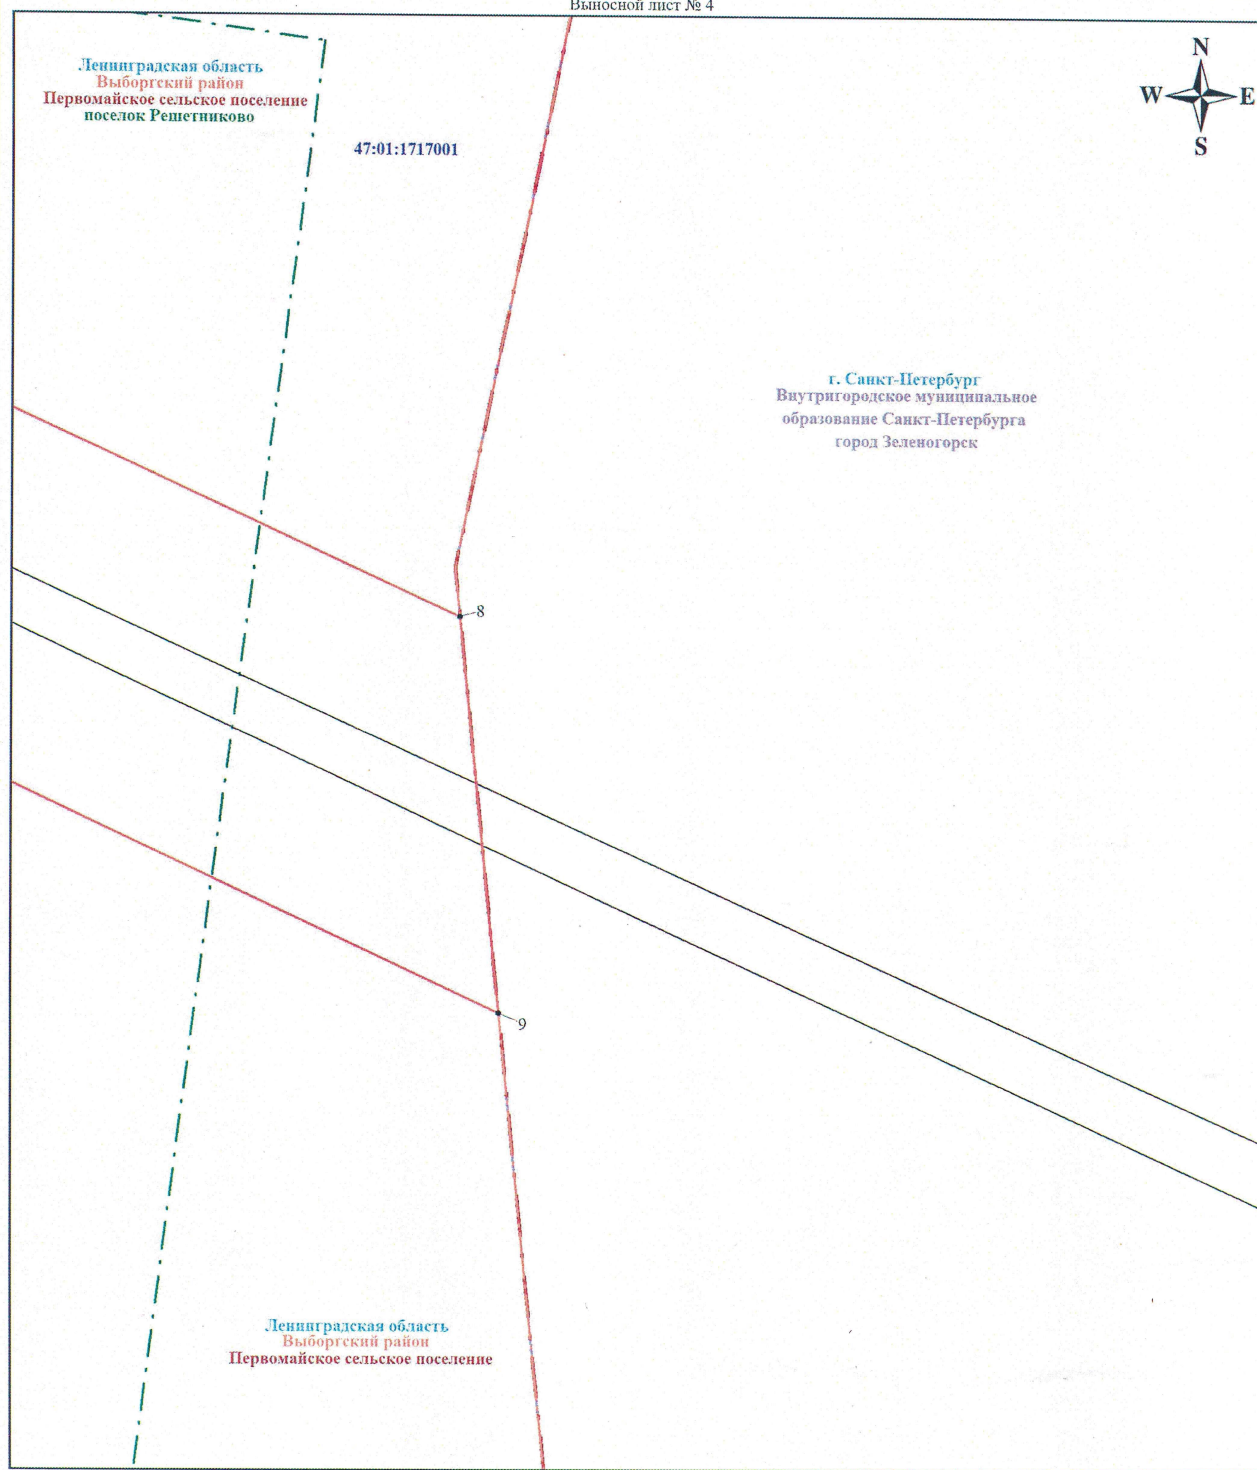 Выносной лист № 4
N
W E
S
Ленинградская область
Выборгский район
Первомайское сельское поселение
поселок Решетниково
47:01:1717001
г. Санкт-Петербург
Внутригородское муниципальное
образование Санкт-Петербурга
город Зеленогорск
8
9
Ленинградская область
Выборгский район
Первомайское сельское поселение